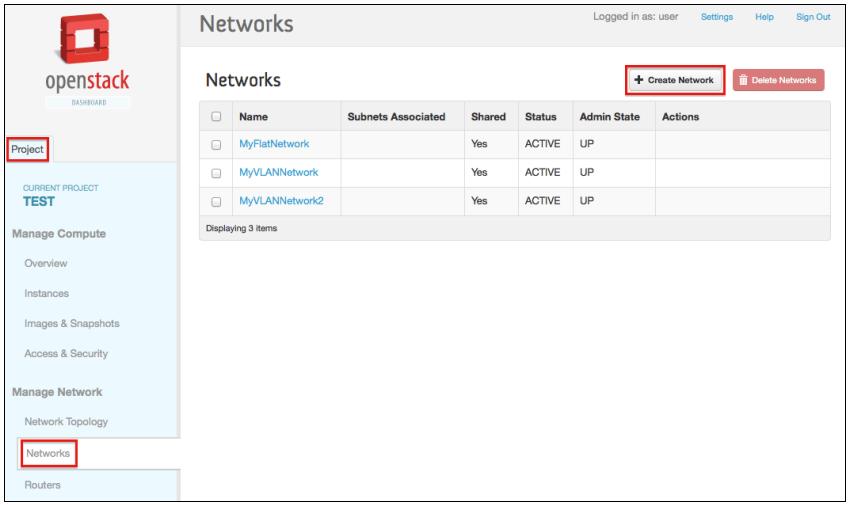 openstack
DASHBOARD
Project
CURRENT PROJECT
TEST
Manage Compute
Overview
Instances
Images & Snapshots
Access & Security
Manage Network
Network Topology
Networks
Routers
Networks
Logged in as: user Settings Help Sign Out
Networks
+ Create Network Delete Networks
Name Subnets Associated Shared Status Admin State Actions
MyFlatNetwork Yes ACTIVE UP
MyVLANNetwork Yes ACTIVE UP
MyVLANNetwork2 Yes ACTIVE UP
Displaying 3 items